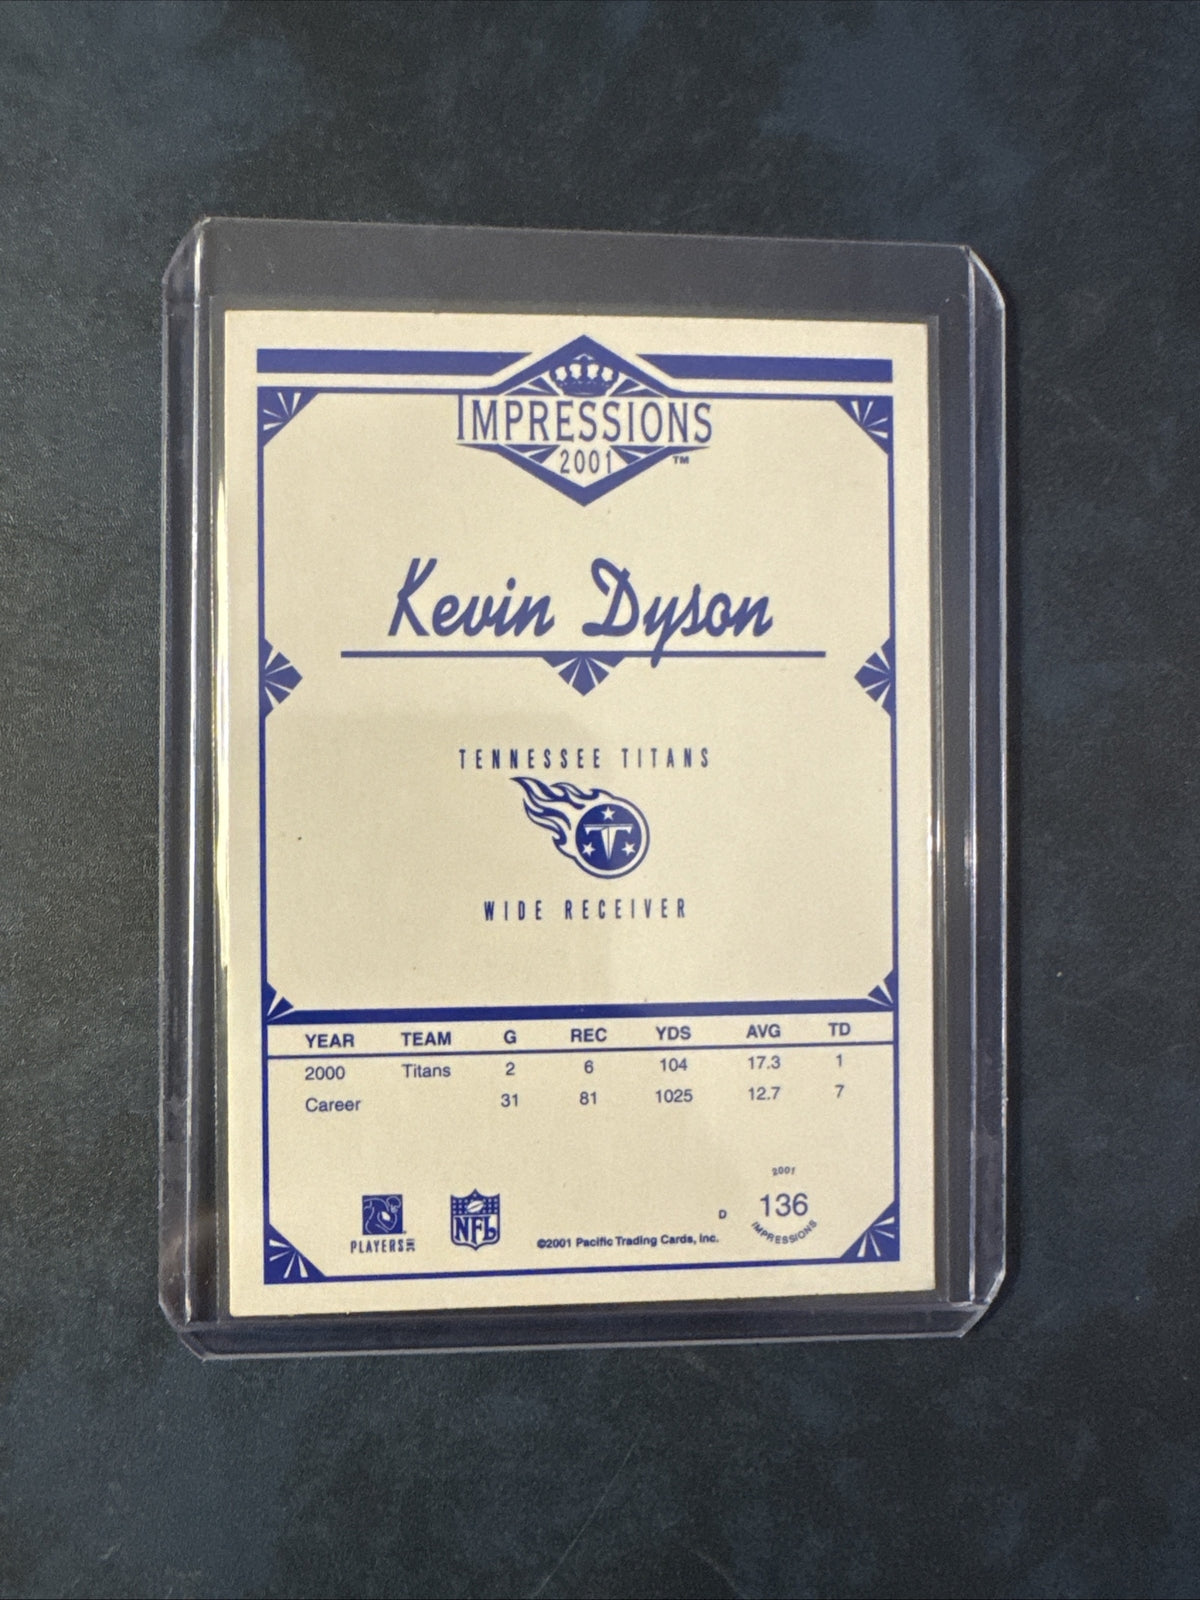 IMPRESSIONS
2001
TM
Kevin Dyson
TENNESSEE TITANS
T
WIDE RECEIVER
YEAR TEAM G REC YDS AVG TD
2000 Titans 2 6 104 17.3 1
Career 31 81 1025 12.7 7
PLAYERS INC
NFL
©2001 Pacific Trading Cards, Inc.
D
2001
136
IMPRESSIONS